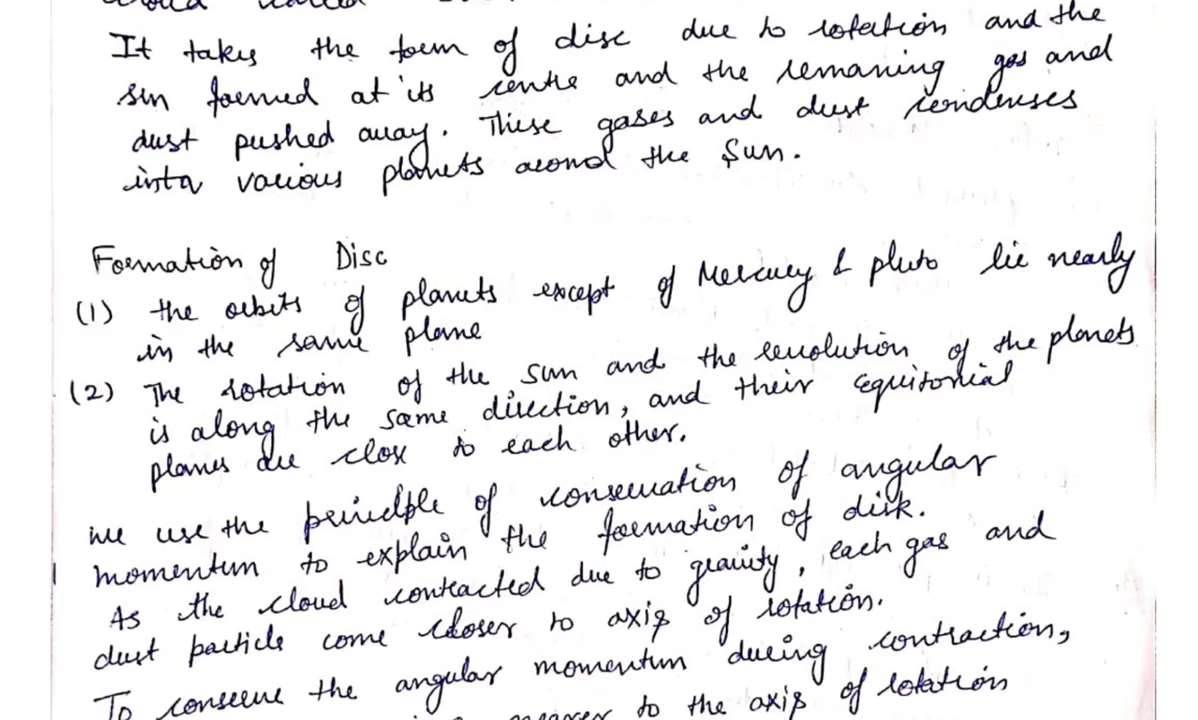 It takes the form of disc due to rotation and the
sun formed at its centre and the remaning gas and
dust pushed away. These gases and dust condenses
into various planets arond the Sun.
Formation of Disc
(1) the orbits of planets except of Mercury & pluto lie nearly
in the same plane
(2) The rotation of the sun and the revolution of the planets
is along the same direction, and their equitorial
planes are close to each other.
we use the principle of conservation of angular
momentum to explain the formation of disk.
As the cloud contracted due to gravity, each gas and
dust particle come closer to axis of rotation.
To conserve the angular momentum during contraction,
nearer to the axis of rotation